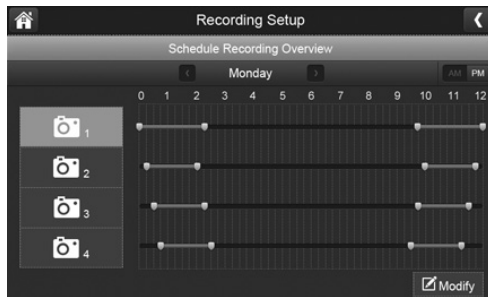 Recording Setup
Schedule Recording Overview
Monday
AM PM
0 1 2 3 4 5 6 7 8 9 10 11 12
1
2
3
4
Modify